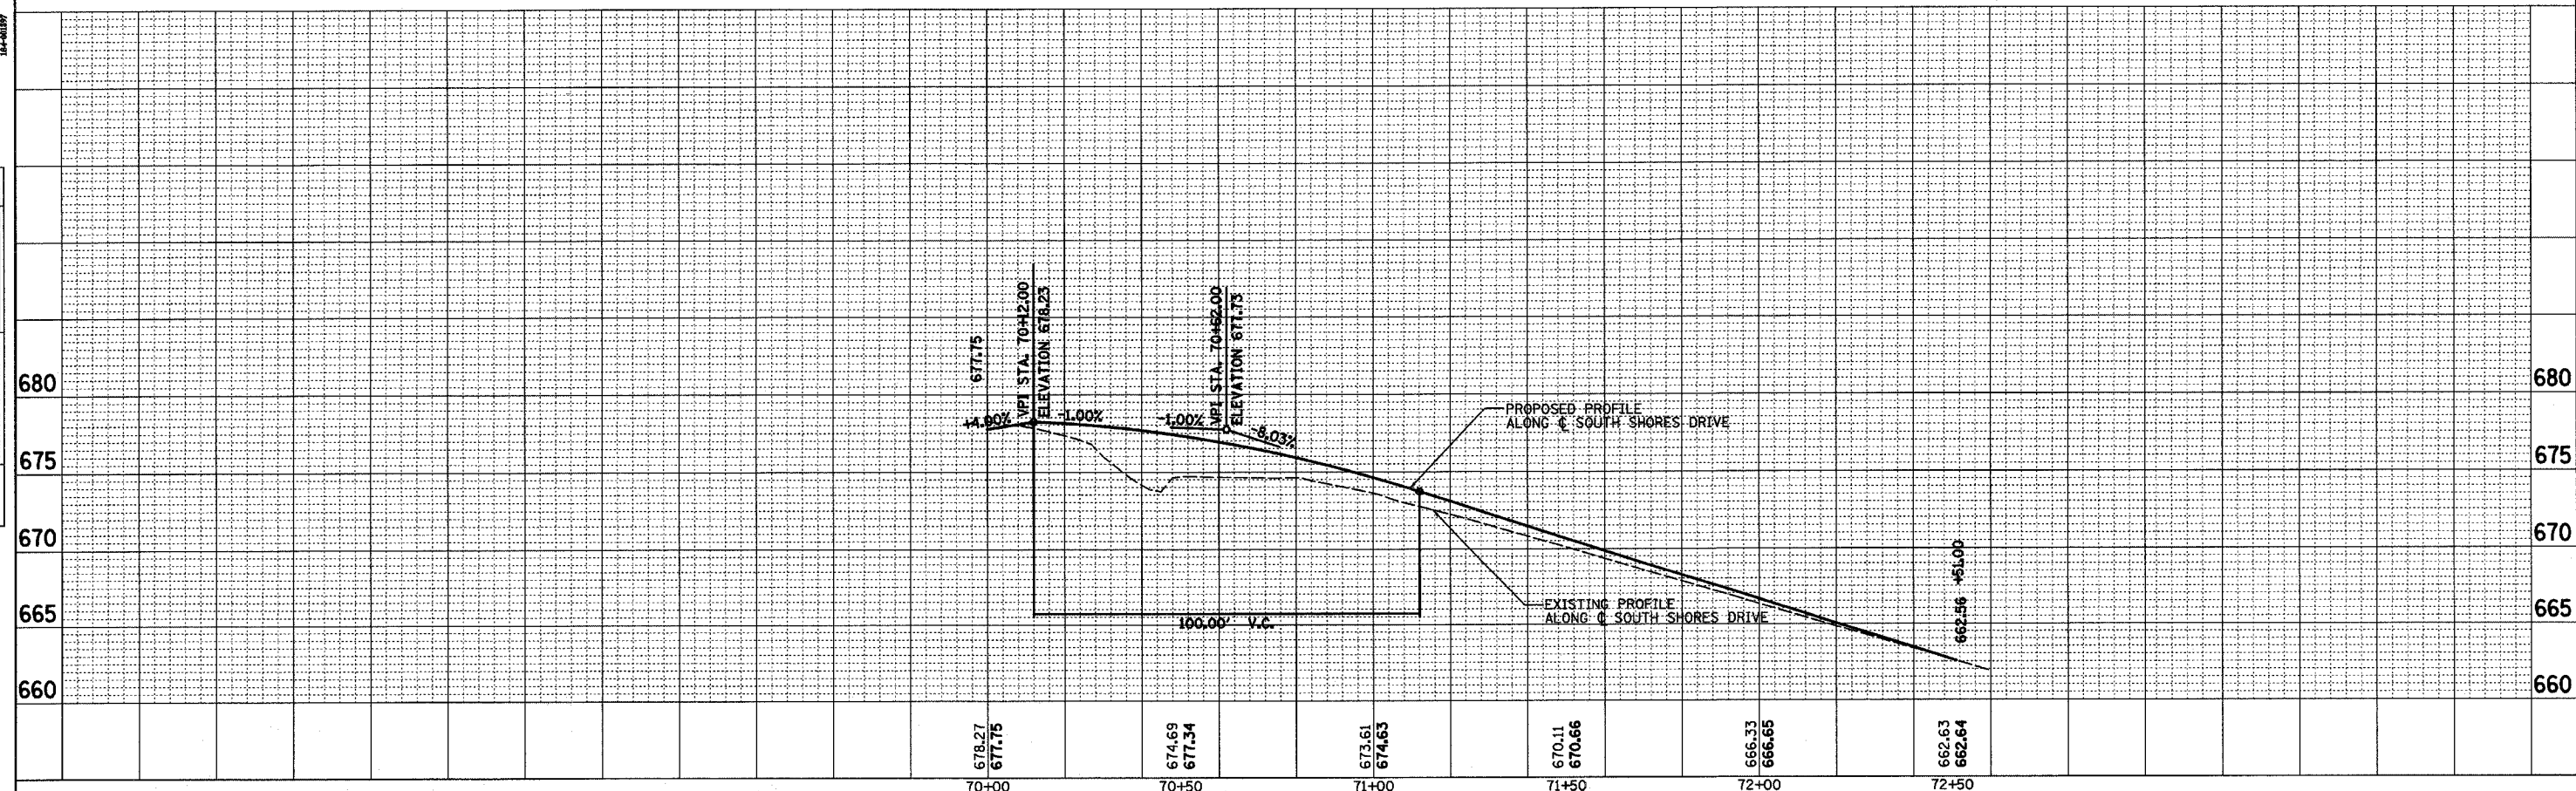 677.75
VPI STA. 70+12.00
ELEVATION 678.23
VPI STA. 70+62.00
ELEVATION 677.73
+4.00%
-1.00%
-1.00%
-8.03%
PROPOSED PROFILE
ALONG ℄ SOUTH SHORES DRIVE
EXISTING PROFILE
ALONG ℄ SOUTH SHORES DRIVE
100.00' V.C.
662.56 +51.00
680 680
675 675
670 670
665 665
660 660
678.27
677.75
674.69
677.34
673.61
674.63
670.11
670.66
666.33
666.65
662.63
662.64
70+00 70+50 71+00 71+50 72+00 72+50